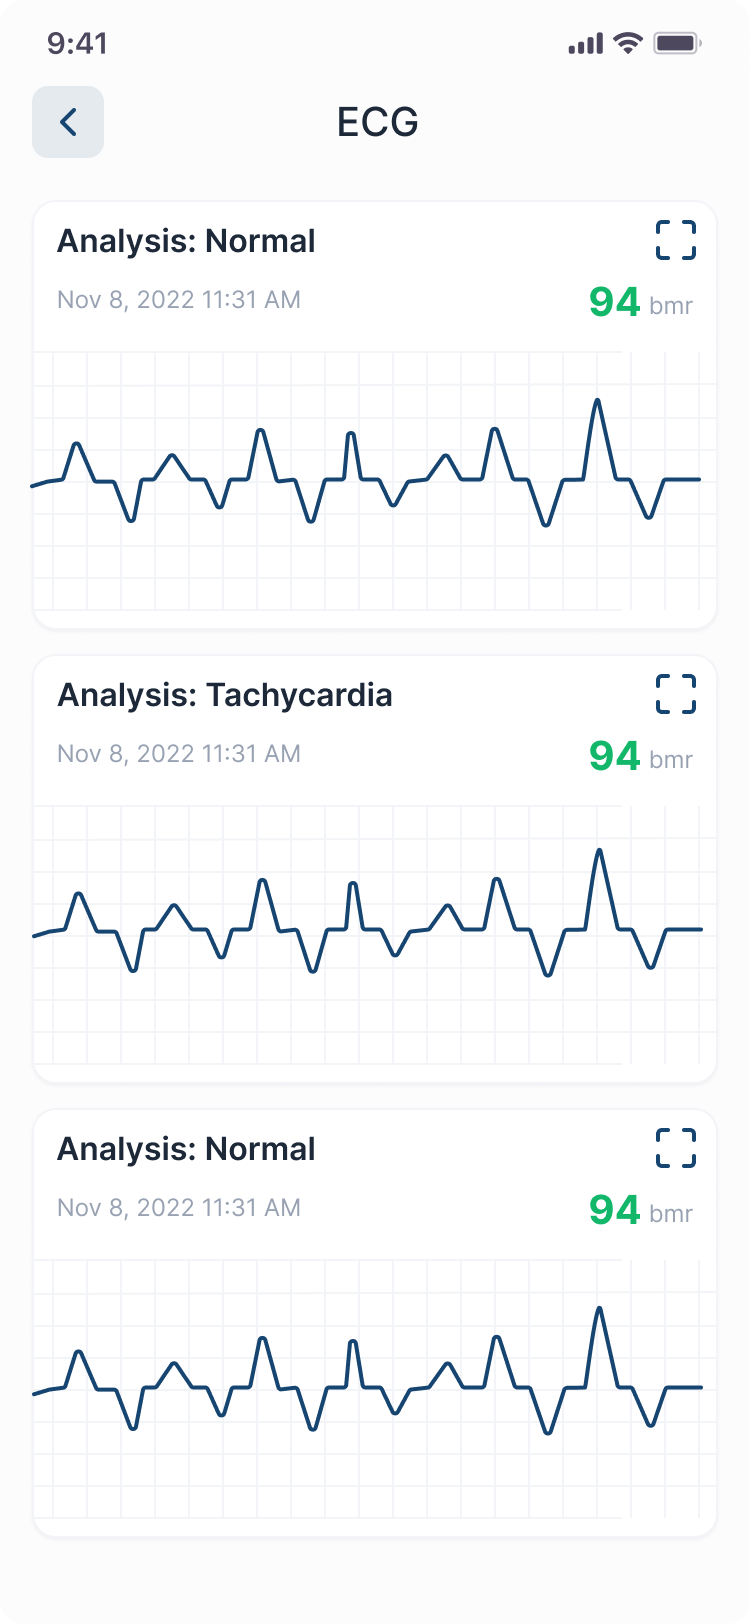 9:41
ECG
Analysis: Normal
Nov 8, 2022 11:31 AM
94 bmr
Analysis: Tachycardia
Nov 8, 2022 11:31 AM
94 bmr
Analysis: Normal
Nov 8, 2022 11:31 AM
94 bmr